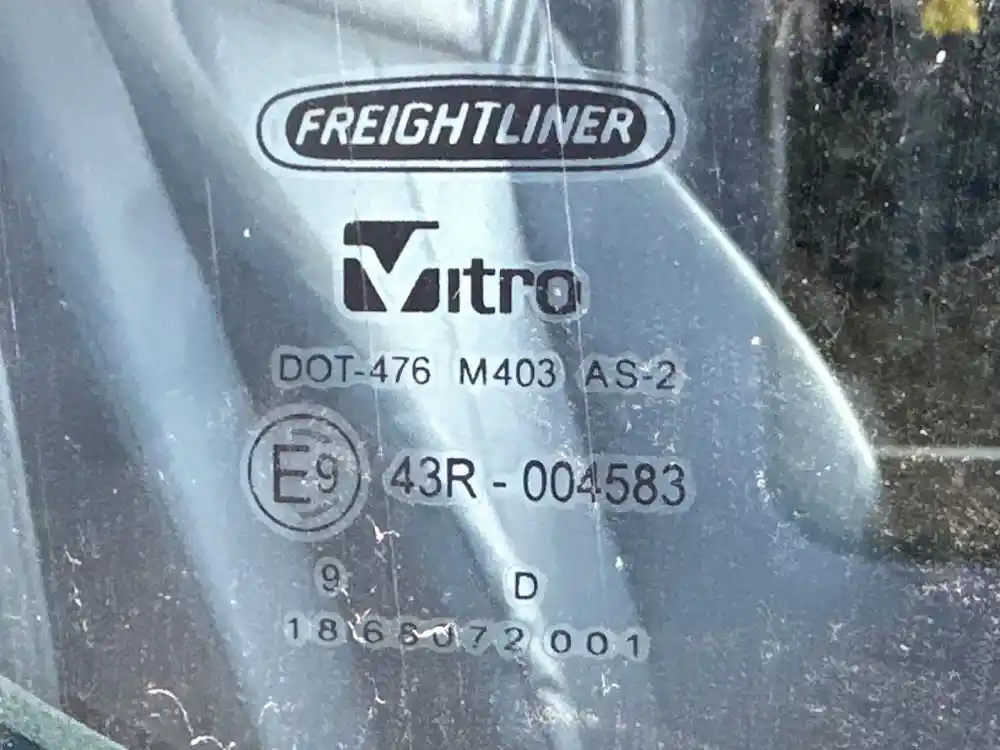 FREIGHTLINER
Vitro
DOT-476 M403 AS-2
E9 43R - 004583
9 D